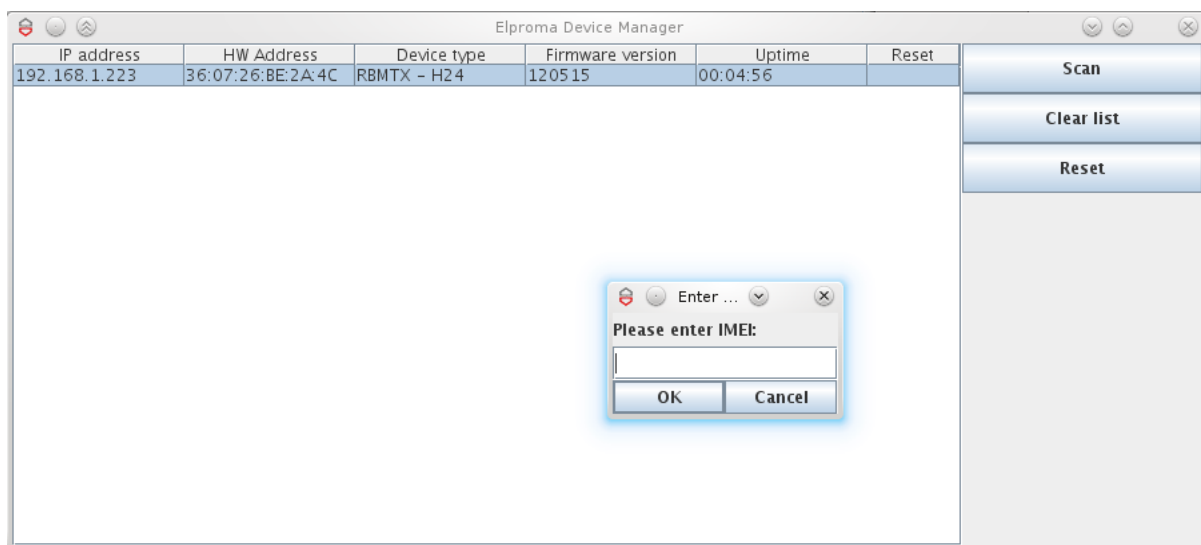 Elproma Device Manager
IP address HW Address Device type Firmware version Uptime Reset
192.168.1.223 36:07:26:BE:2A:4C RBMTX – H24 120515 00:04:56
Scan
Clear list
Reset
Enter ...
Please enter IMEI:
OK Cancel